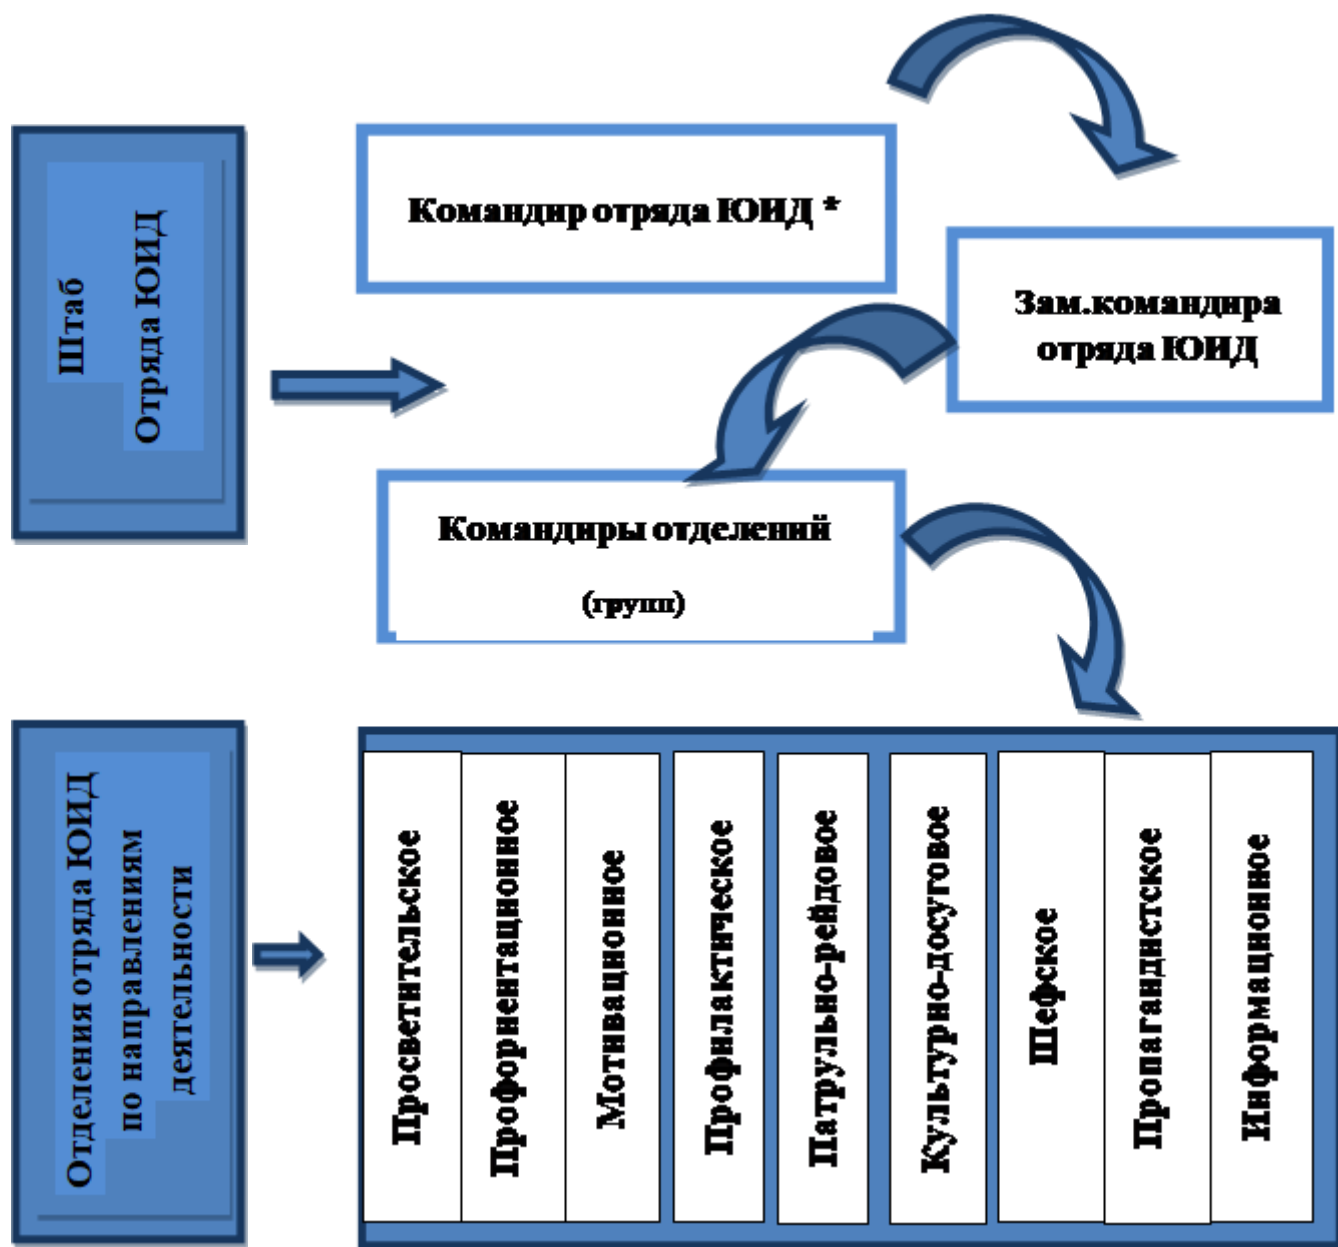 Штаб
Отряда ЮИД
Командир отряда ЮИД *
Зам.командира
отряда ЮИД
Командиры отделений
(групп)
Отделения отряда ЮИД
по направлениям
деятельности
Просветительское
Профориентационное
Мотивационное
Профилактическое
Патрульно-рейдовое
Культурно-досуговое
Шефское
Пропагандистское
Информационное